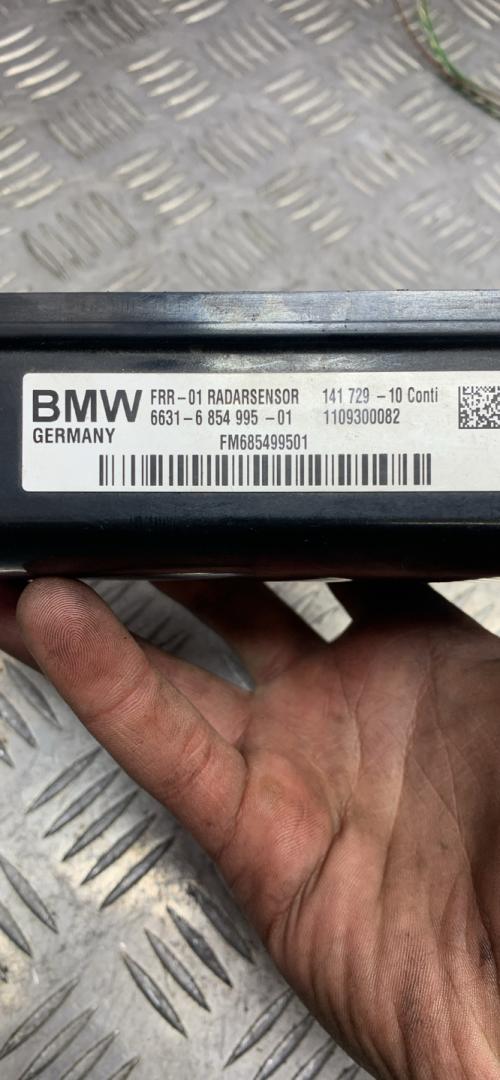 BMW FRR-01 RADARSENSOR 141 729 -10 Conti
6631-6 854 995 -01 1109300082
GERMANY FM685499501